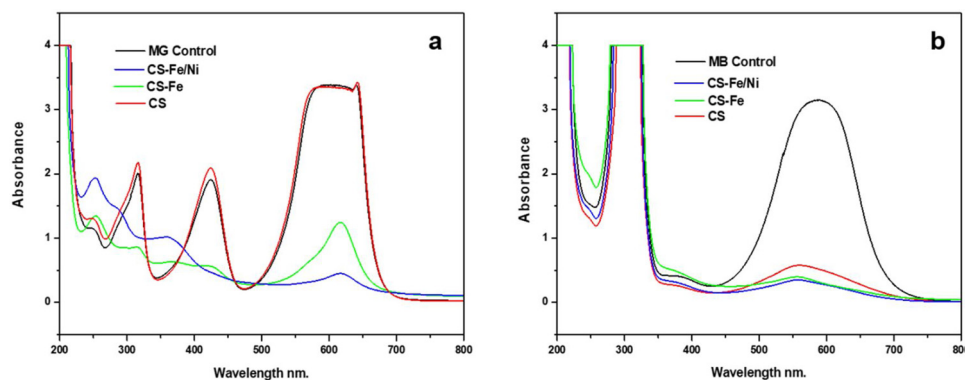 a
MG Control
CS-Fe/Ni
CS-Fe
CS
Absorbance
4
3
2
1
0
200 300 400 500 600 700 800
Wavelength nm.
b
MB Control
CS-Fe/Ni
CS-Fe
CS
Absorbance
4
3
2
1
0
200 300 400 500 600 700 800
Wavelength nm.